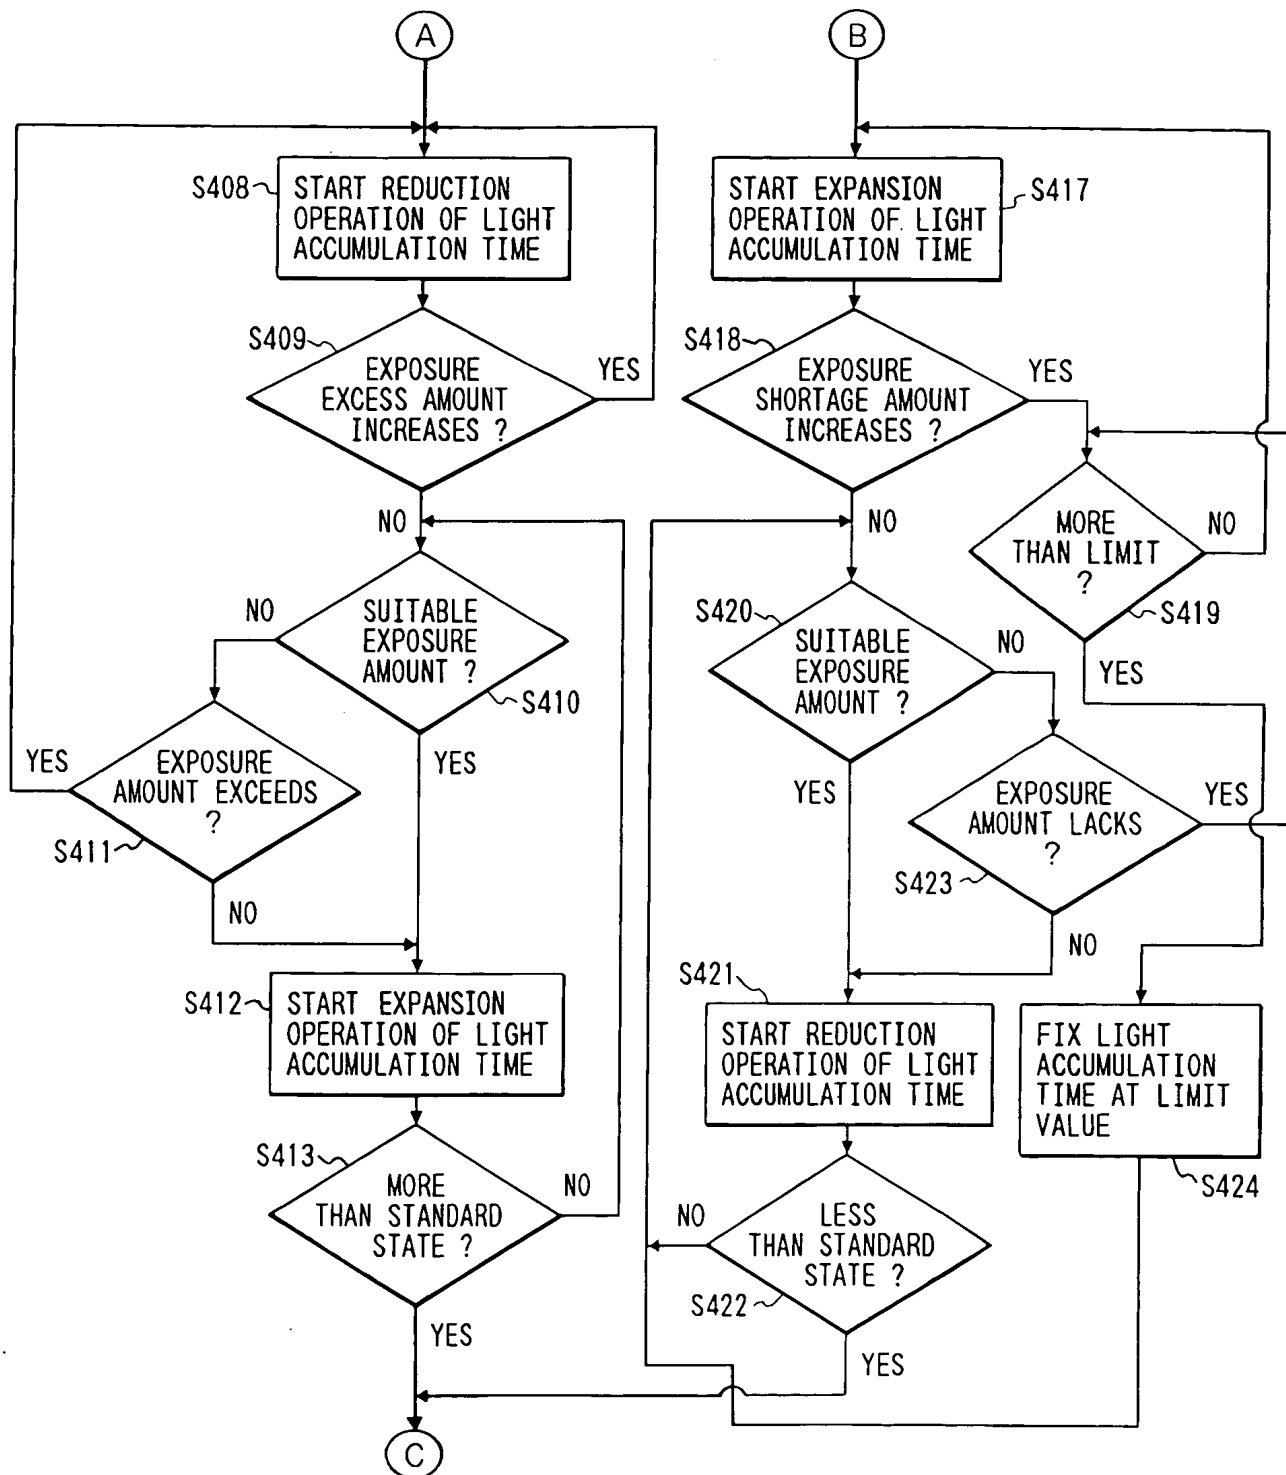 A
S408
START REDUCTION
OPERATION OF LIGHT
ACCUMULATION TIME
S409
EXPOSURE
EXCESS AMOUNT
INCREASES ?
YES
NO
SUITABLE
EXPOSURE
AMOUNT ?
S410
NO
YES
EXPOSURE
AMOUNT EXCEEDS
?
S411
YES
NO
S412
START EXPANSION
OPERATION OF LIGHT
ACCUMULATION TIME
S413
MORE
THAN STANDARD
STATE ?
NO
YES
C
B
START EXPANSION
OPERATION OF LIGHT
ACCUMULATION TIME
S417
S418
EXPOSURE
SHORTAGE AMOUNT
INCREASES ?
YES
NO
MORE
THAN LIMIT
?
NO
S419
YES
S420
SUITABLE
EXPOSURE
AMOUNT ?
NO
YES
EXPOSURE
AMOUNT LACKS
?
YES
S423
NO
S421
START REDUCTION
OPERATION OF LIGHT
ACCUMULATION TIME
FIX LIGHT
ACCUMULATION
TIME AT LIMIT
VALUE
S424
NO
LESS
THAN STANDARD
STATE ?
S422
YES